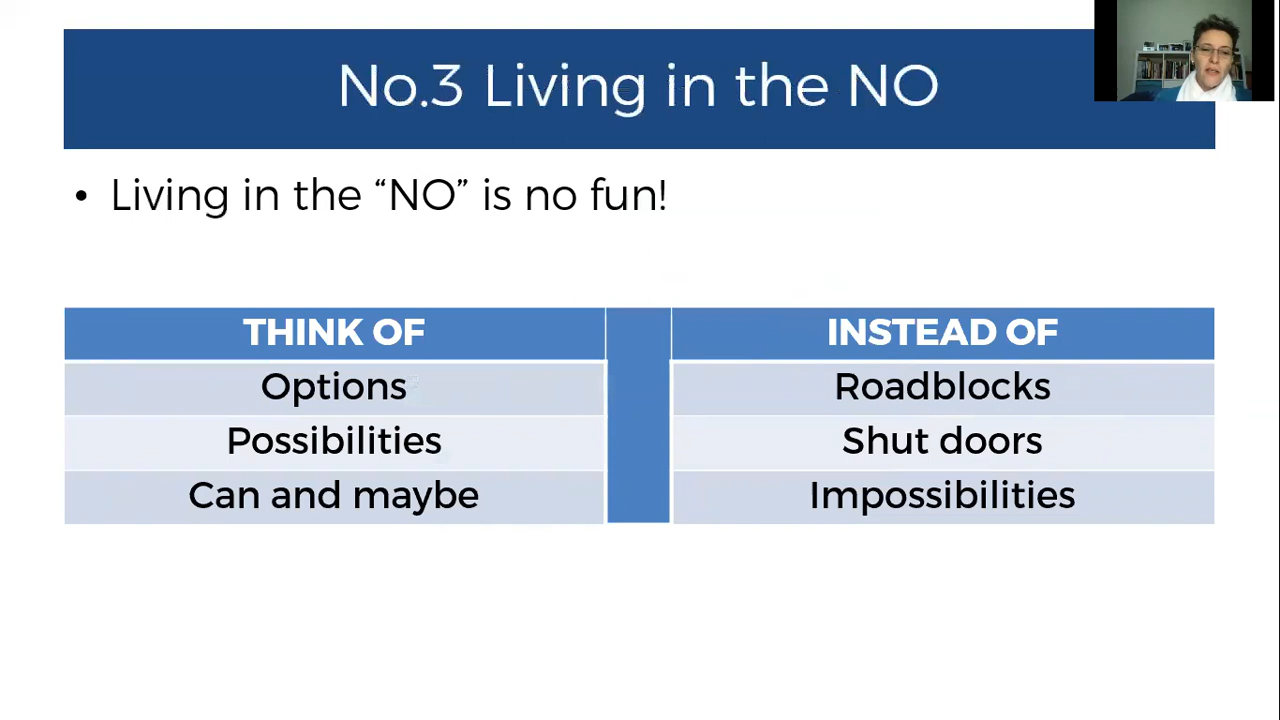 No.3 Living in the NO
• Living in the “NO” is no fun!
THINK OF INSTEAD OF
Options Roadblocks
Possibilities Shut doors
Can and maybe Impossibilities